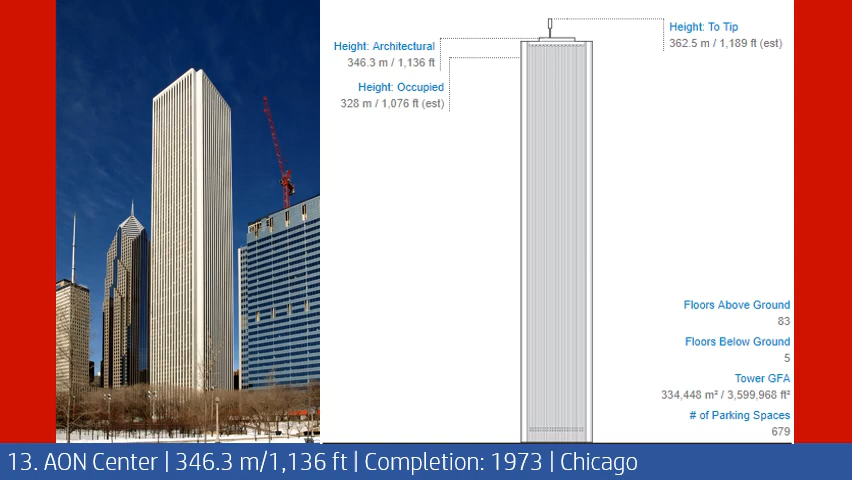 Height: To Tip
362.5 m / 1,189 ft (est)
Height: Architectural
346.3 m / 1,136 ft
Height: Occupied
328 m / 1,076 ft (est)
Floors Above Ground
83
Floors Below Ground
5
Tower GFA
334,448 m² / 3,599,968 ft²
# of Parking Spaces
679
13. AON Center | 346.3 m/1,136 ft | Completion: 1973 | Chicago